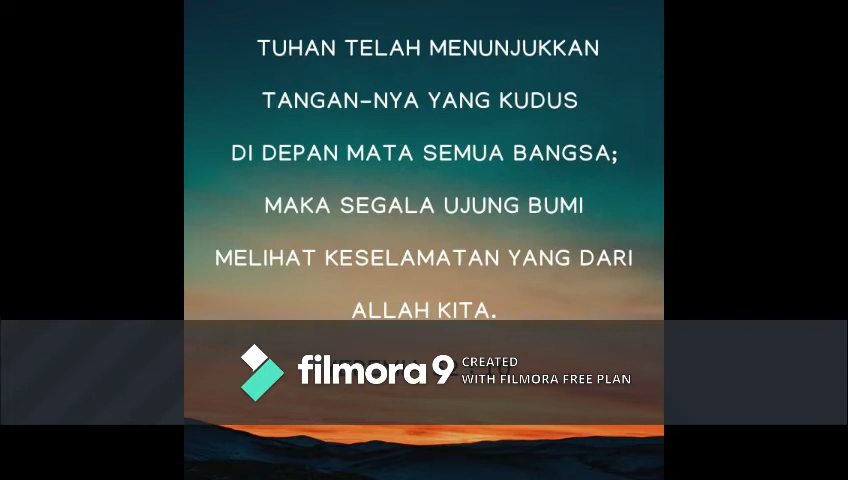 TUHAN TELAH MENUNJUKKAN
TANGAN-NYA YANG KUDUS
DI DEPAN MATA SEMUA BANGSA;
MAKA SEGALA UJUNG BUMI
MELIHAT KESELAMATAN YANG DARI
ALLAH KITA.
filmora 9 CREATED
WITH FILMORA FREE PLAN